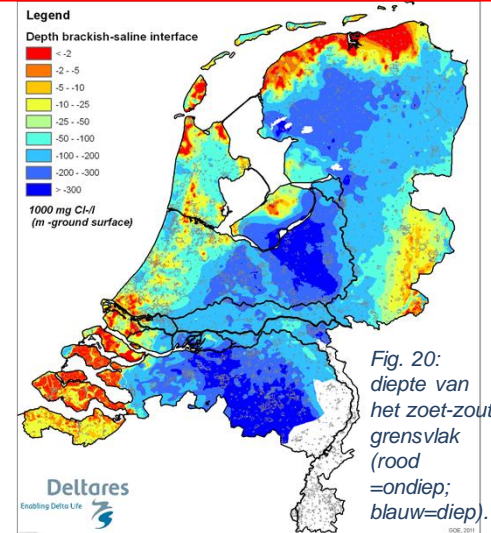 Legend
Depth brackish-saline interface
< -2
-2 - -5
-5 - -10
-10 - -25
-25 - -50
-50 - -100
-100 - -200
-200 - -300
> -300
1000 mg Cl-/l
(m -ground surface)
Fig. 20:
diepte van
het zoet-zout
grensvlak
(rood
=ondiep;
blauw=diep).
Deltares
Enabling Delta Life
GOE, 2011